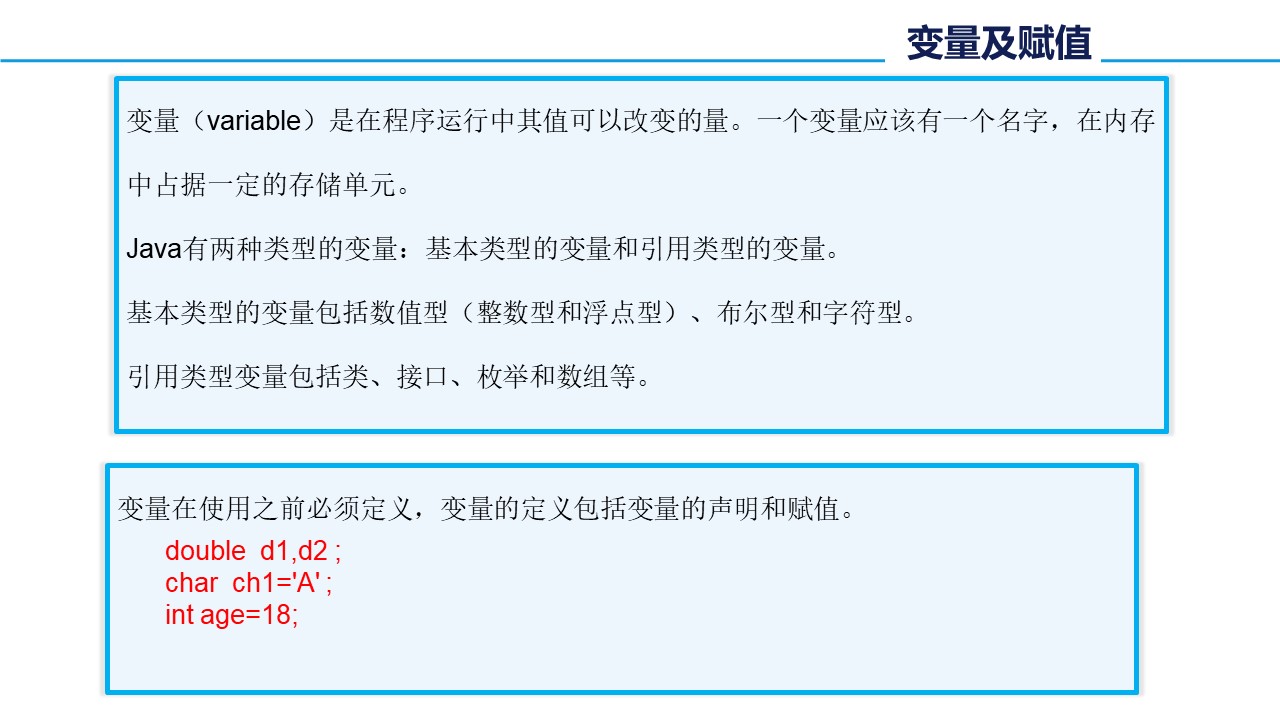 变量及赋值
变量（variable）是在程序运行中其值可以改变的量。一个变量应该有一个名字，在内存
中占据一定的存储单元。
Java有两种类型的变量：基本类型的变量和引用类型的变量。
基本类型的变量包括数值型（整数型和浮点型）、布尔型和字符型。
引用类型变量包括类、接口、枚举和数组等。
变量在使用之前必须定义，变量的定义包括变量的声明和赋值。
double  d1,d2 ;
char  ch1='A' ;
int age=18;